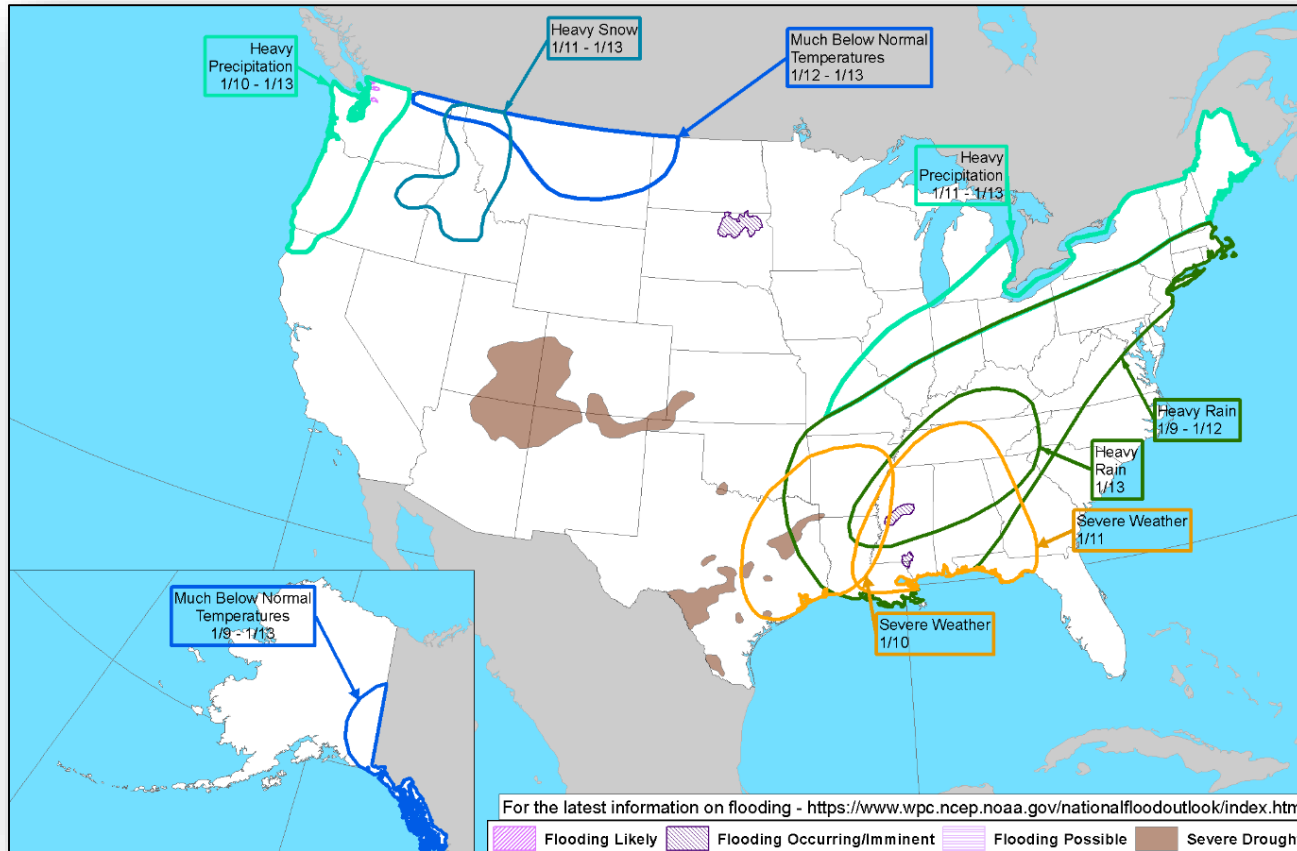 Heavy Snow
1/11 - 1/13
Heavy
Precipitation
1/10 - 1/13
Much Below Normal
Temperatures
1/12 - 1/13
Heavy
Precipitation
1/11 - 1/13
Heavy Rain
1/9 - 1/12
Heavy
Rain
1/13
Severe Weather
1/11
Severe Weather
1/10
Much Below Normal
Temperatures
1/9 - 1/13
For the latest information on flooding - https://www.wpc.ncep.noaa.gov/nationalfloodoutlook/index.htm
Flooding Likely
Flooding Occurring/Imminent
Flooding Possible
Severe Drough